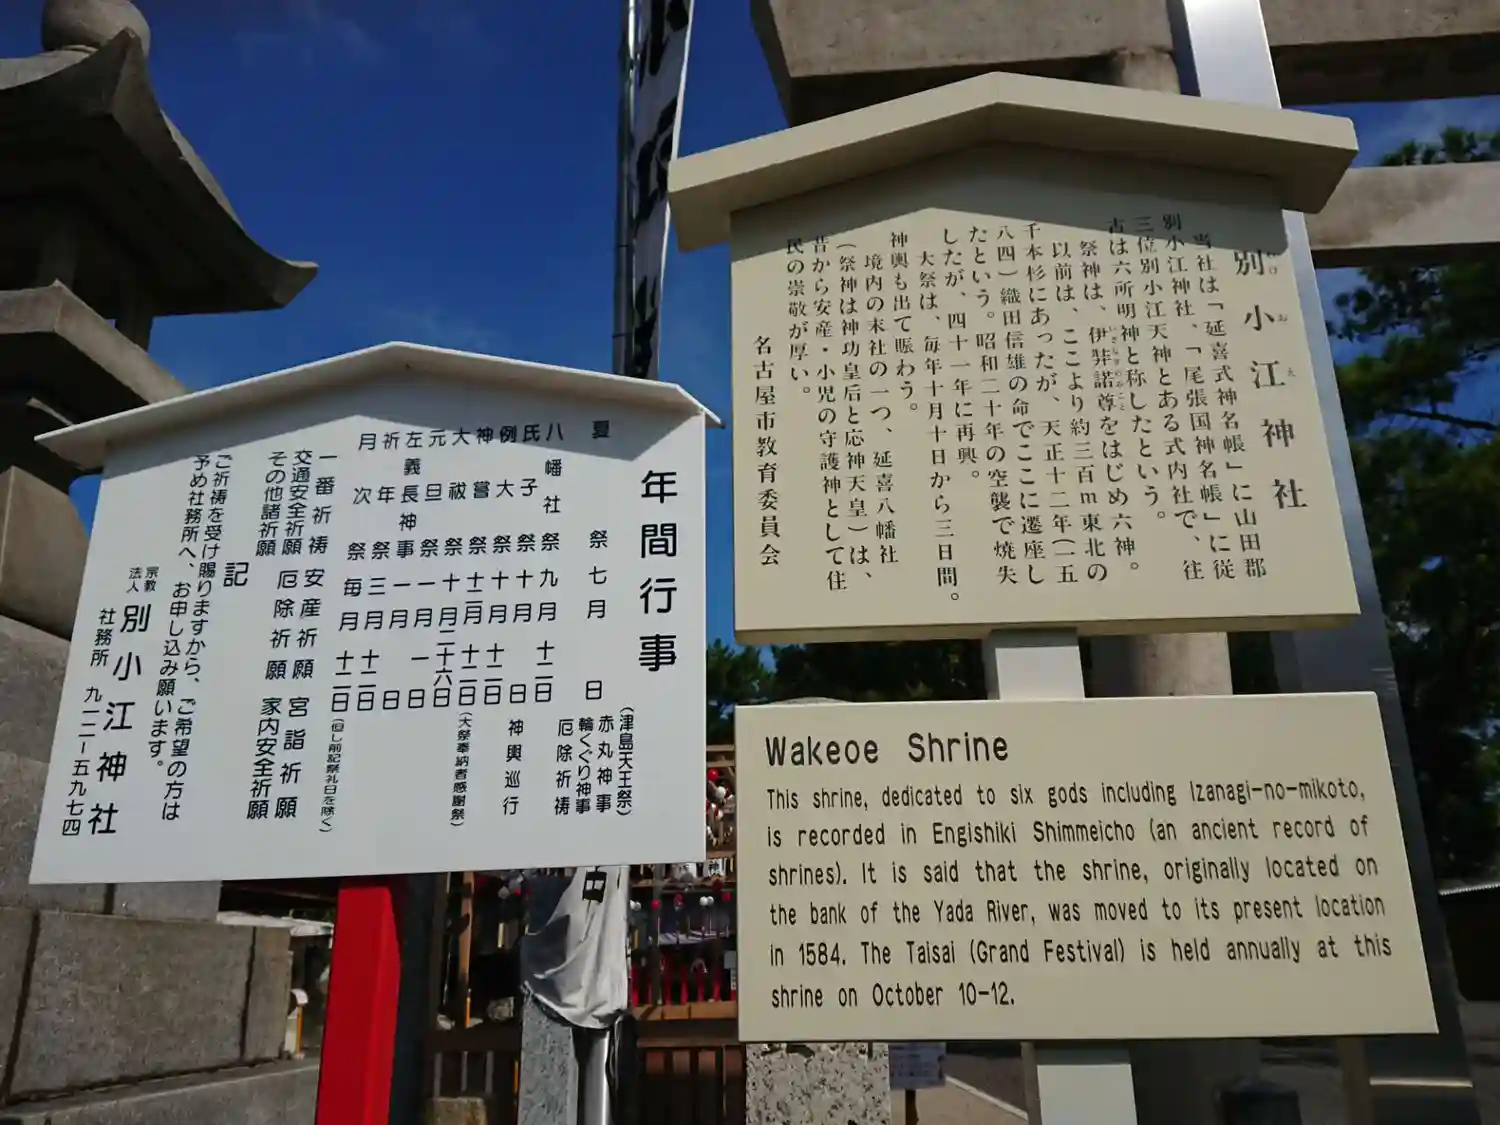 別小江神社
わけ お え
当社は「延喜式神名帳」に山田郡
別小江神社、「尾張国神名帳」に従
三位別小江天神とある式内社で、往
古は六所明神と称したという。
祭神は、伊弉諾尊をはじめ六神。
いざなぎのみこと
以前は、ここより約三百m東北の
千本杉にあったが、天正十二年(一五
八四)織田信雄の命でここに遷座し
たという。昭和二十年の空襲で焼失
したが、四十一年に再興。
大祭は、毎年十月十日から三日間。
神輿も出て賑わう。
境内の末社の一つ、延喜八幡社
(祭神は神功皇后と応神天皇)は、
昔から安産・小児の守護神として住
民の崇敬が厚い。
名古屋市教育委員会
Wakeoe Shrine
This shrine, dedicated to six gods including Izanagi-no-mikoto,
is recorded in Engishiki Shimmeicho (an ancient record of
shrines). It is said that the shrine, originally located on
the bank of the Yada River, was moved to its present location
in 1584. The Taisai (Grand Festival) is held annually at this
shrine on October 10-12.
年間行事
夏祭 七月 日 (津島天王祭)
赤丸神事
輪くぐり神事
八幡社祭 九月十二日 厄除祈祷
氏子祭 十月 日 神輿巡行
例大祭 十月十二日
神嘗祭 十二月十二日 (大祭奉納者感謝祭)
大祓祭 十二月二十六日
元旦祭 一月一日
左義長神事 一月 日
祈年祭 三月十二日
月次祭 毎月十二日 (但し前記祭礼日を除く)
一番祈祷 安産祈願 宮詣祈願
交通安全祈願 厄除祈願 家内安全祈願
その他諸祈願
記
ご祈祷を受け賜りますから、ご希望の方は
予め社務所へ、お申し込み願います。
宗教法人 別小江神社
社務所 九一二-五九七四